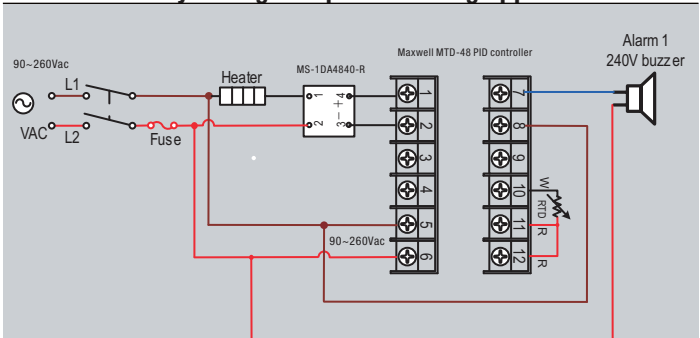 90~260Vac
L1
VAC
L2
Fuse
Heater
MS-1DA4840-R
1
2
4
3
+
-
Maxwell MTD-48 PID controller
1
2
3
4
5
6
90~260Vac
7
8
9
10
11
12
W
RTD
R
R
Alarm 1
240V buzzer